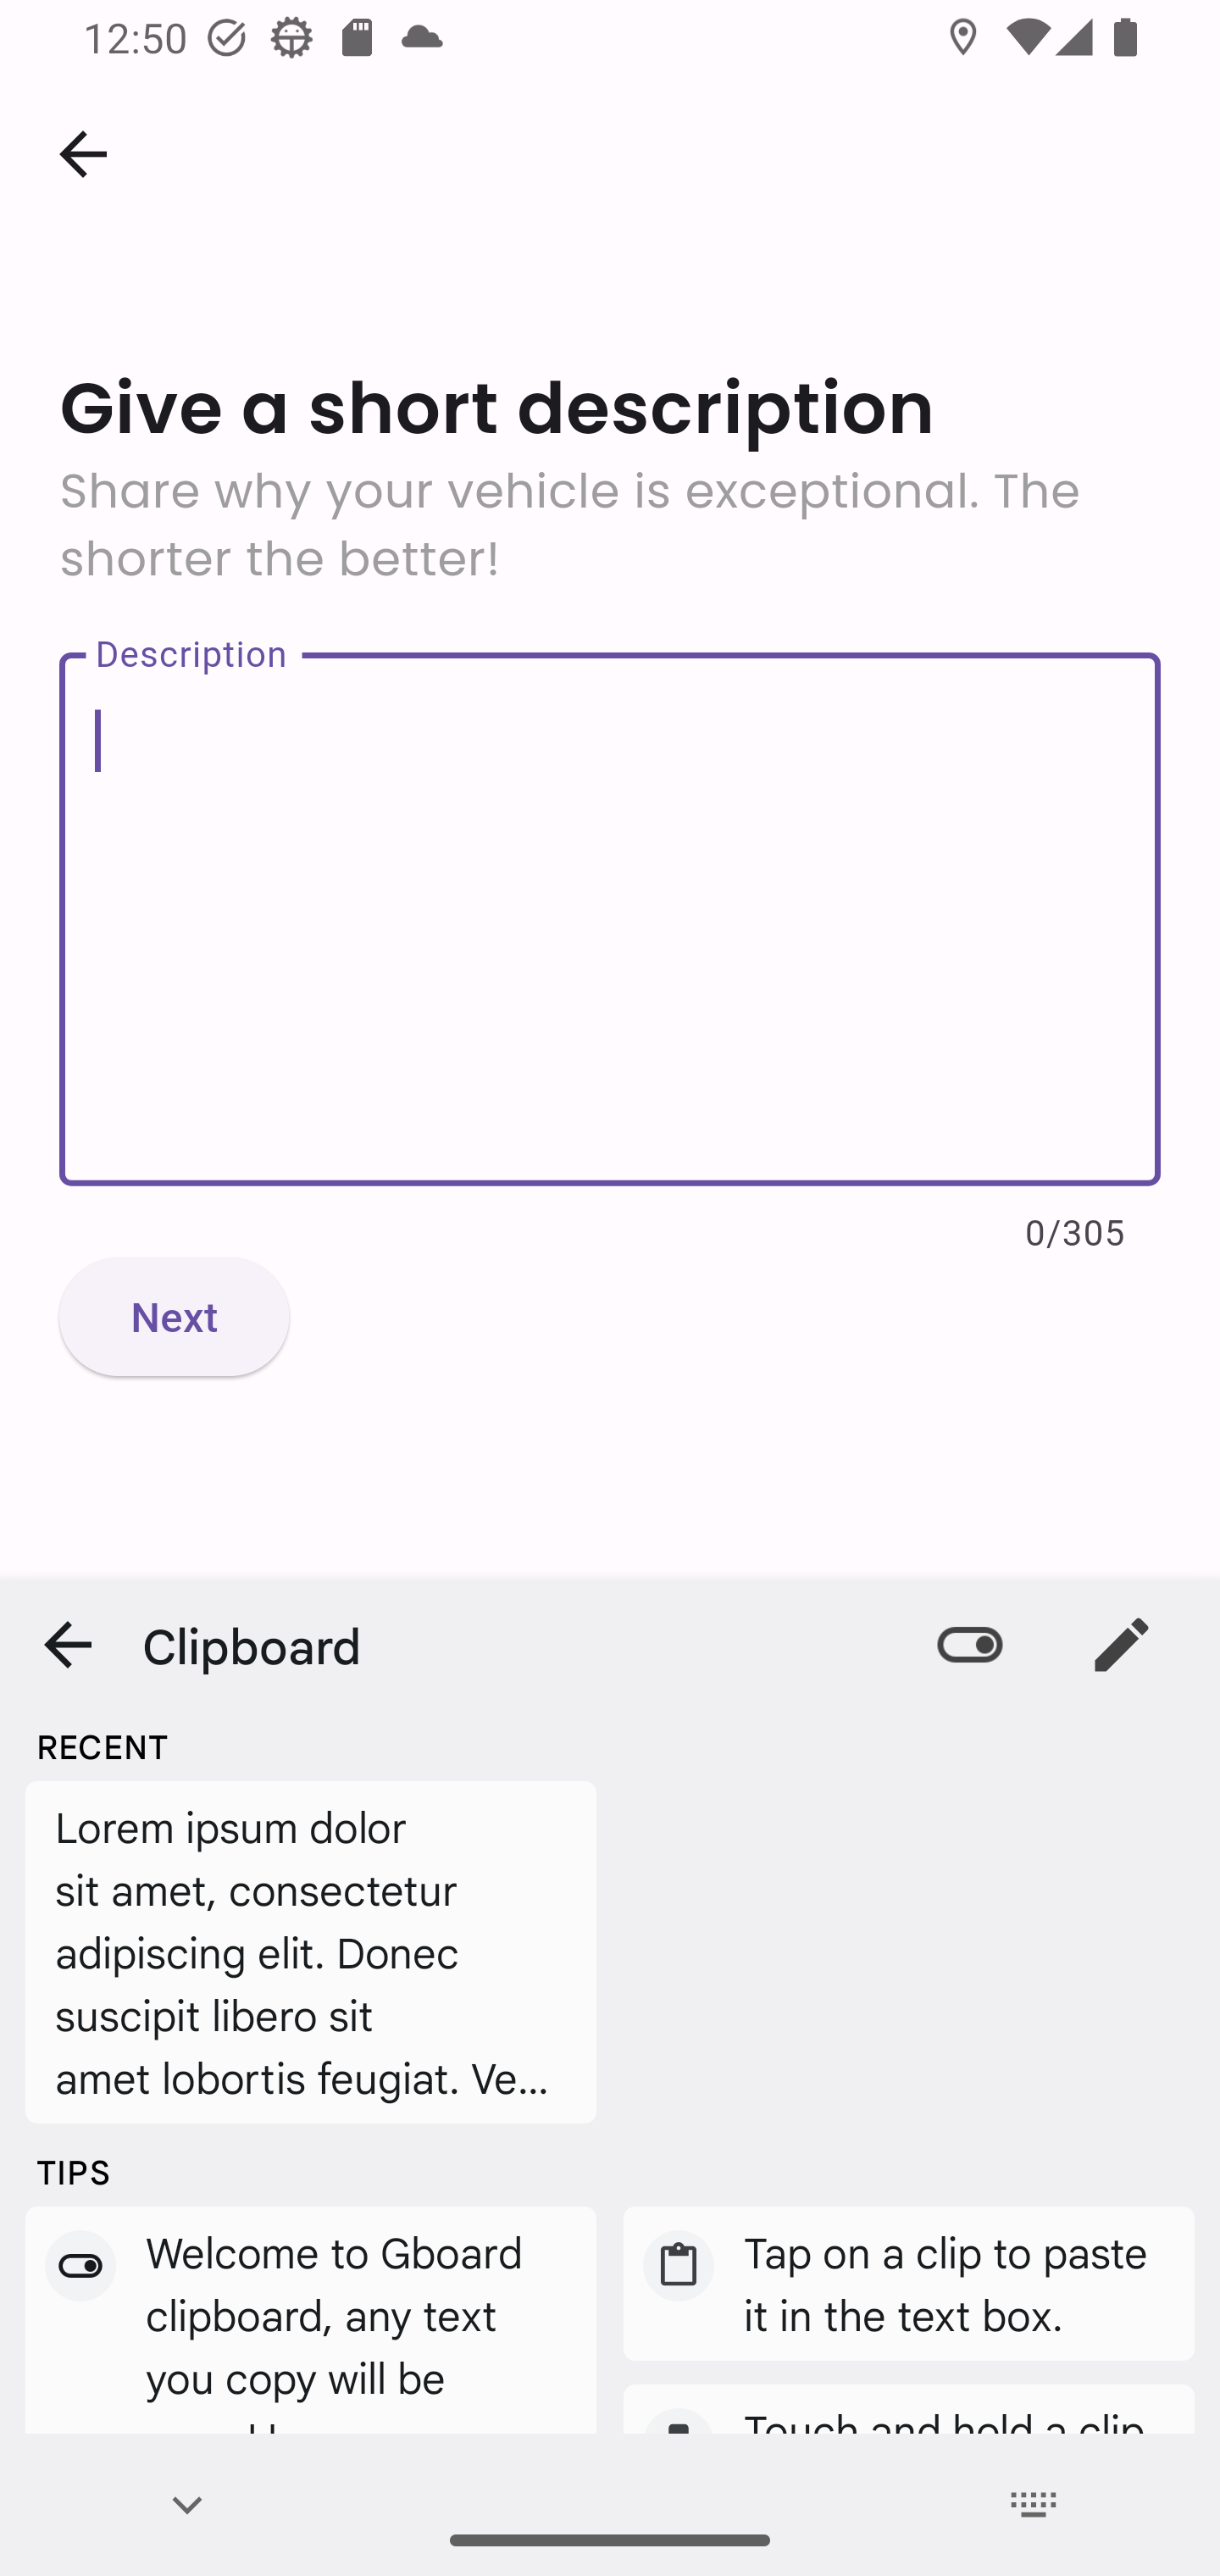 12:50
Give a short description
Share why your vehicle is exceptional. The
shorter the better!
Description
0/305
Next
Clipboard
RECENT
Lorem ipsum dolor
sit amet, consectetur
adipiscing elit. Donec
suscipit libero sit
amet lobortis feugiat. Ve...
TIPS
Welcome to Gboard
clipboard, any text
you copy will be
Tap on a clip to paste
it in the text box.
Touch and hold a clip